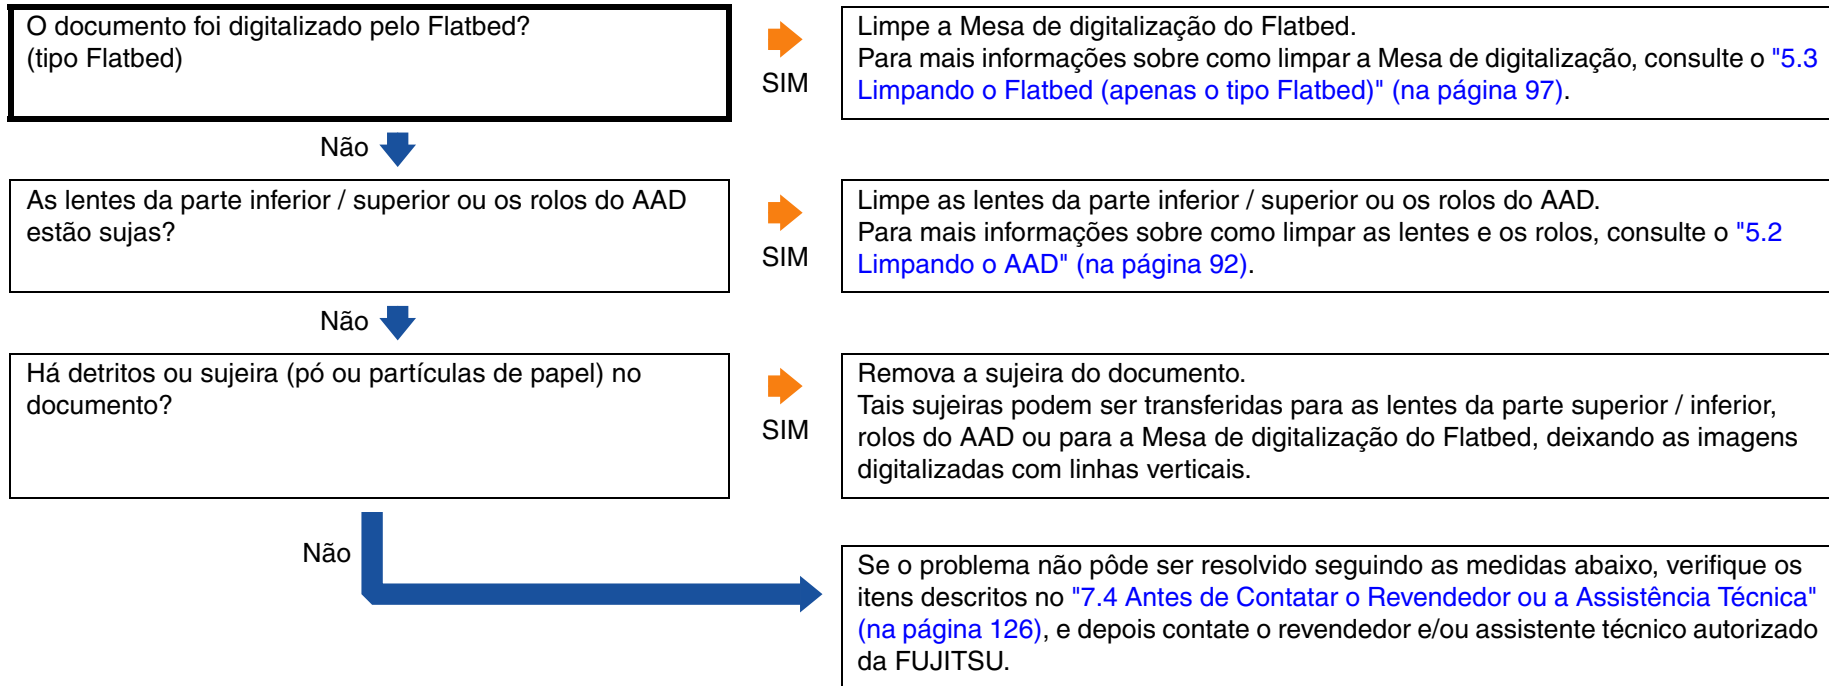 O documento foi digitalizado pelo Flatbed?
(tipo Flatbed)
SIM
Limpe a Mesa de digitalização do Flatbed.
Para mais informações sobre como limpar a Mesa de digitalização, consulte o "5.3
Limpando o Flatbed (apenas o tipo Flatbed)" (na página 97).
Não
As lentes da parte inferior / superior ou os rolos do AAD
estão sujas?
SIM
Limpe as lentes da parte inferior / superior ou os rolos do AAD.
Para mais informações sobre como limpar as lentes e os rolos, consulte o "5.2
Limpando o AAD" (na página 92).
Não
Há detritos ou sujeira (pó ou partículas de papel) no
documento?
SIM
Remova a sujeira do documento.
Tais sujeiras podem ser transferidas para as lentes da parte superior / inferior,
rolos do AAD ou para a Mesa de digitalização do Flatbed, deixando as imagens
digitalizadas com linhas verticais.
Não
Se o problema não pôde ser resolvido seguindo as medidas abaixo, verifique os
itens descritos no "7.4 Antes de Contatar o Revendedor ou a Assistência Técnica"
(na página 126), e depois contate o revendedor e/ou assistente técnico autorizado
da FUJITSU.